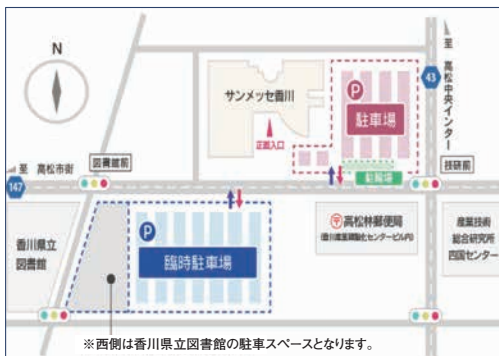 N
至 高松中央インター
43
サンメッセ香川
正面入口
P
駐車場
駐輪場
至 高松市街
図書館前
技研前
147
香川県立
図書館
P
臨時駐車場
高松林郵便局
産業技術
総合研究所
四国センター
※西側は香川県立図書館の駐車スペースとなります。